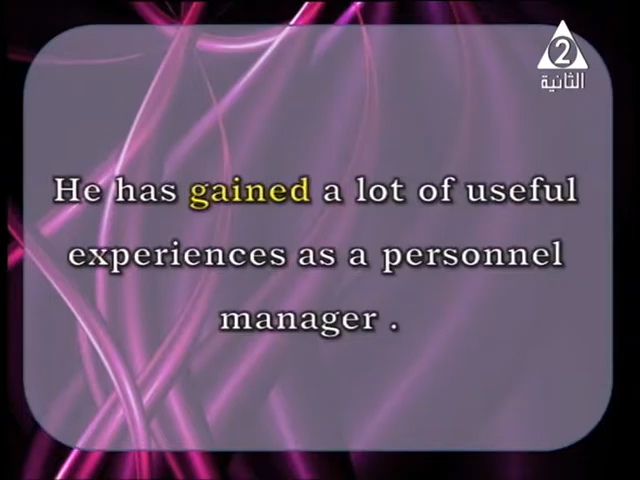 2
الثانية
He has gained a lot of useful
experiences as a personnel
manager .